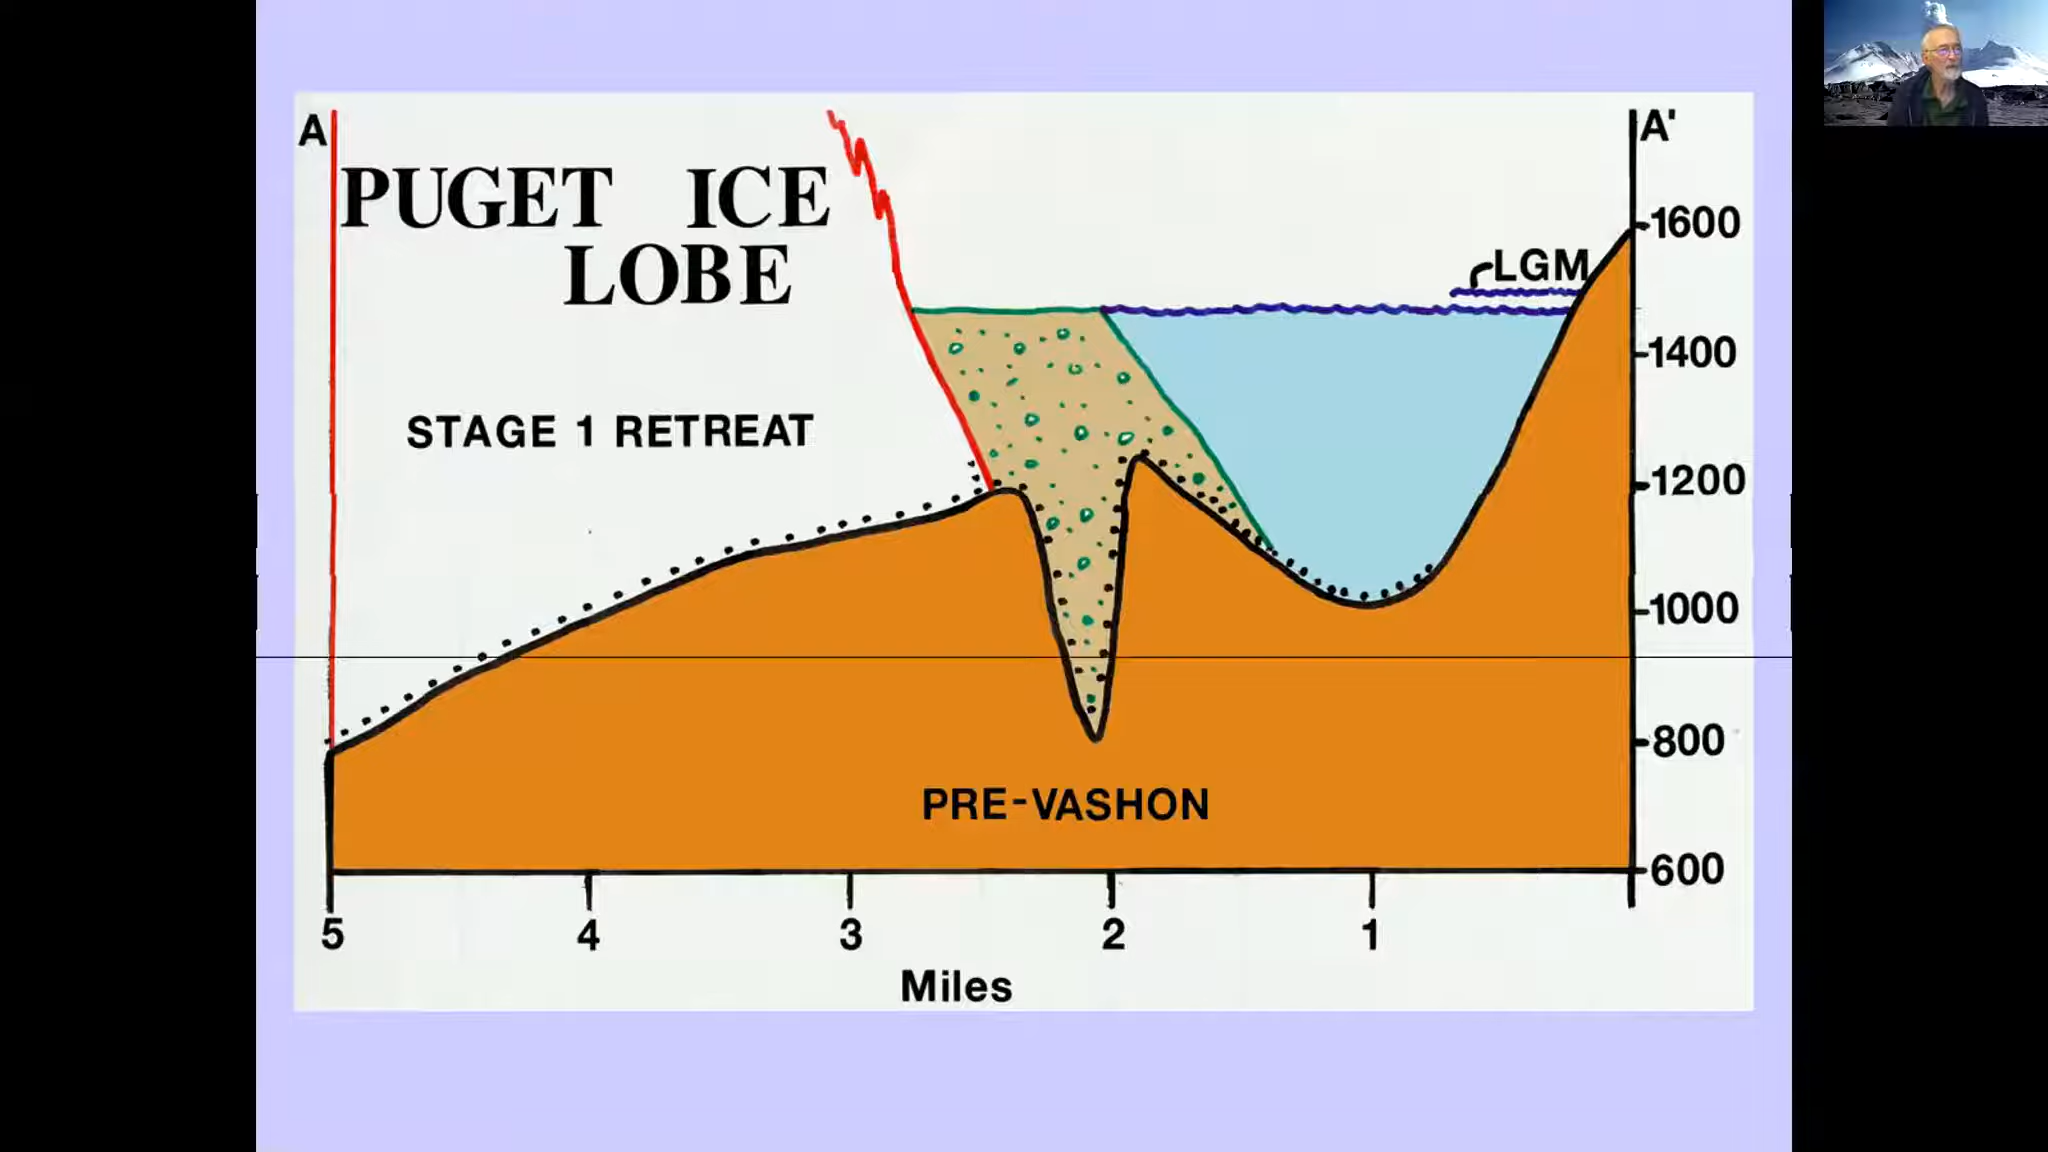 A
A'
PUGET ICE
LOBE
1600
LGM
1400
STAGE 1 RETREAT
1200
1000
800
PRE-VASHON
600
5 4 3 2 1
Miles